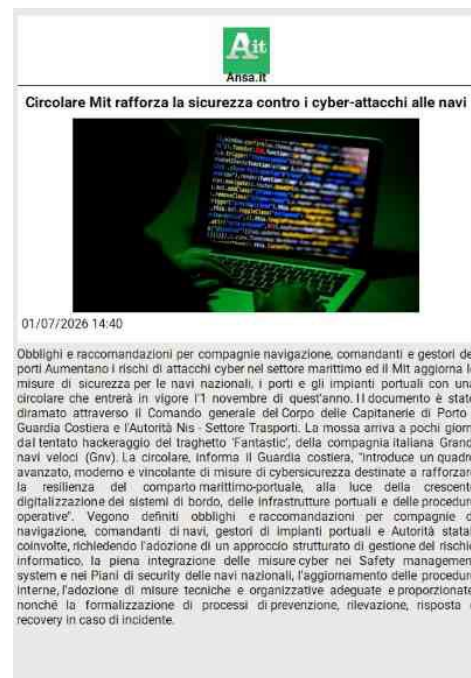 Ait
Ansa.it
Circolare Mit rafforza la sicurezza contro i cyber-attacchi alle navi
01/07/2026 14:40
Obblighi e raccomandazioni per compagnie navigazione, comandanti e gestori de
porti Aumentano i rischi di attacchi cyber nel settore marittimo ed il Mit aggiorna le
misure di sicurezza per le navi nazionali, i porti e gli impianti portuali con una
circolare che entrerà in vigore l'1 novembre di quest'anno. Il documento è stato
diramato attraverso il Comando generale del Corpo delle Capitanerie di Porto
Guardia Costiera e l'Autorità Nis - Settore Trasporti. La mossa arriva a pochi giorn
dal tentato hackeraggio del traghetto 'Fantastic', della compagnia italiana Grand
navi veloci (Gnv). La circolare, informa il Guardia costiera, "introduce un quadro
avanzato, moderno e vincolante di misure di cybersicurezza destinate a rafforzare
la resilienza del comparto marittimo-portuale, alla luce della crescente
digitalizzazione dei sistemi di bordo, delle infrastrutture portuali e delle procedure
operative". Vegono definiti obblighi e raccomandazioni per compagnie d
navigazione, comandanti di navi, gestori di impianti portuali e Autorità statal
coinvolte, richiedendo l'adozione di un approccio strutturato di gestione del rischio
informatico, la piena integrazione delle misure cyber nei Safety management
system e nei Piani di security delle navi nazionali, l'aggiornamento delle procedure
interne, l'adozione di misure tecniche e organizzative adeguate e proporzionate
nonché la formalizzazione di processi di prevenzione, rilevazione, risposta e
recovery in caso di incidente.